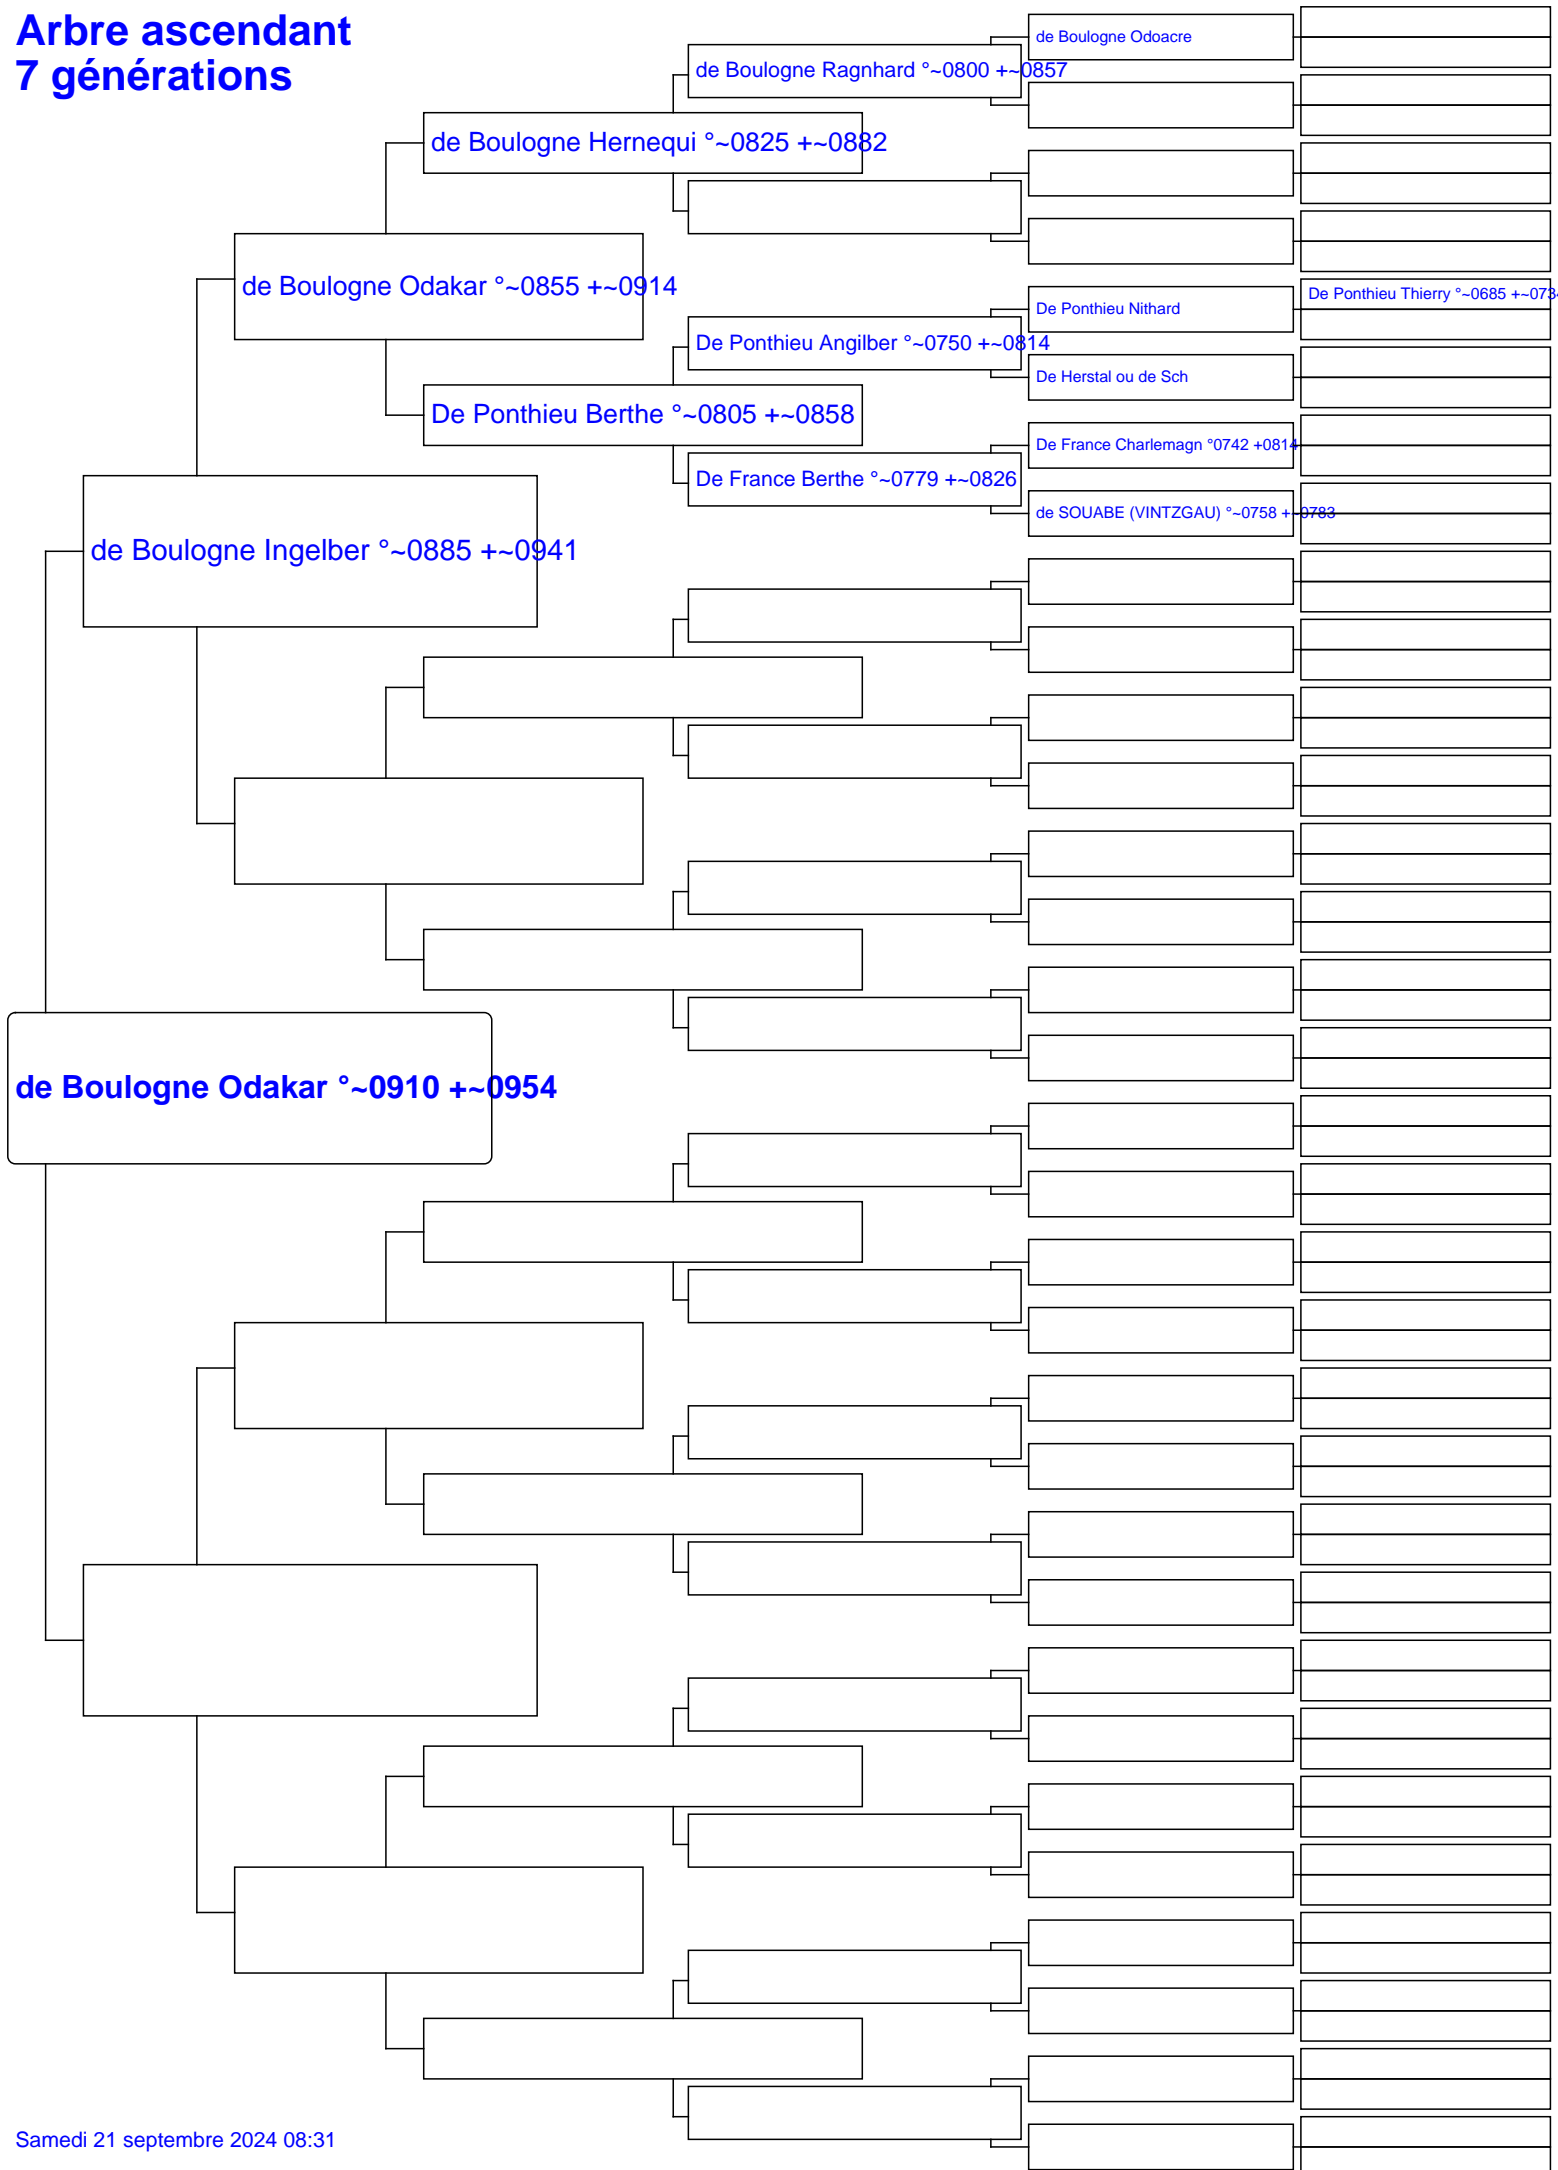 Arbre ascendant
7 générations
de Boulogne Odoacre
de Boulogne Ragnhard °~0800 +~0857
de Boulogne Hernequi °~0825 +~0882
de Boulogne Odakar °~0855 +~0914
De Ponthieu Thierry °~0685 +~0734
De Ponthieu Nithard
De Ponthieu Angilber °~0750 +~0814
De Herstal ou de Sch
De Ponthieu Berthe °~0805 +~0858
De France Charlemagn °0742 +0814
De France Berthe °~0779 +~0826
de SOUABE (VINTZGAU) °~0758 +~0783
de Boulogne Ingelber °~0885 +~0941
de Boulogne Odakar °~0910 +~0954
Samedi 21 septembre 2024 08:31